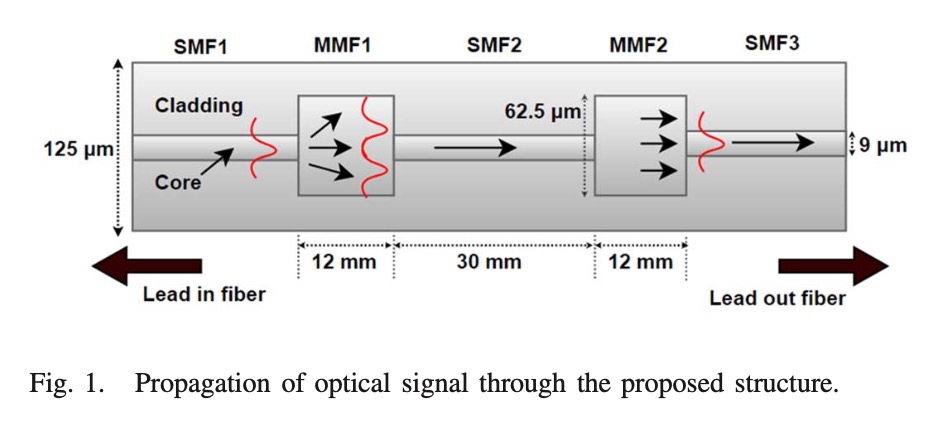 SMF1 MMF1 SMF2 MMF2 SMF3
Cladding
62.5 µm
125 µm
9 µm
Core
12 mm 30 mm 12 mm
Lead in fiber
Lead out fiber
Fig. 1. Propagation of optical signal through the proposed structure.